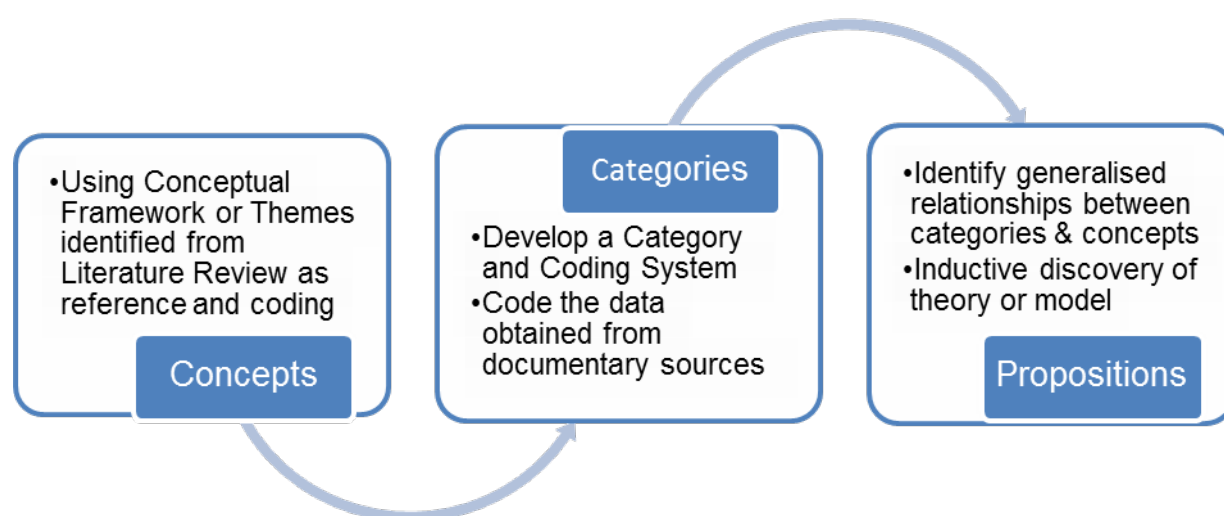 •Using Conceptual
Framework or Themes
identified from
Literature Review as
reference and coding
Concepts
Categories
•Develop a Category
and Coding System
•Code the data
obtained from
documentary sources
•Identify generalised
relationships between
categories & concepts
•Inductive discovery of
theory or model
Propositions